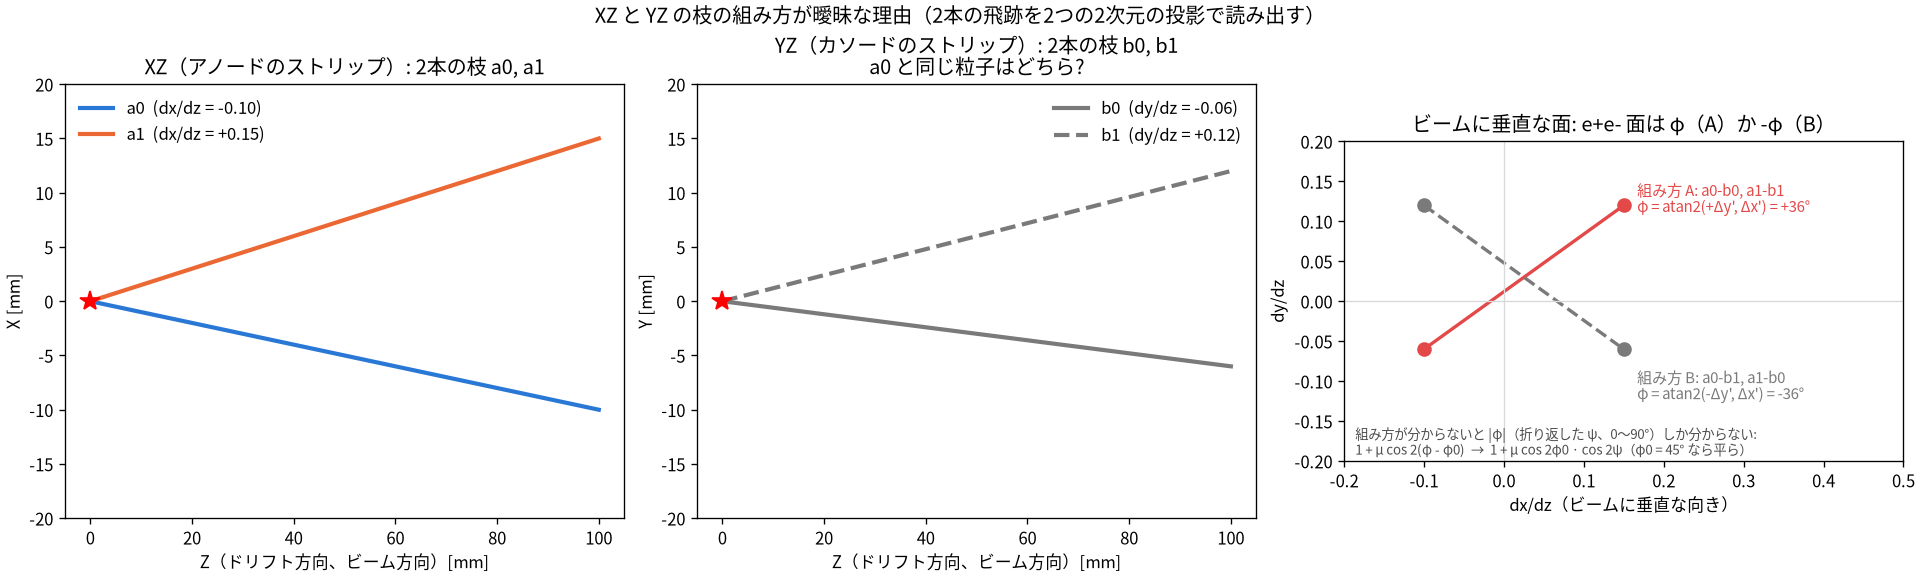 XZ と YZ の枝の組み方が曖昧な理由（2本の飛跡を2つの2次元の投影で読み出す）
XZ（アノードのストリップ）: 2本の枝 a0, a1
a0  (dx/dz = -0.10)
a1  (dx/dz = +0.15)
X [mm]
20
15
10
5
0
-5
-10
-15
-20
0 20 40 60 80 100
Z（ドリフト方向、ビーム方向）[mm]
YZ（カソードのストリップ）: 2本の枝 b0, b1
a0 と同じ粒子はどちら?
b0  (dy/dz = -0.06)
b1  (dy/dz = +0.12)
Y [mm]
20
15
10
5
0
-5
-10
-15
-20
0 20 40 60 80 100
Z（ドリフト方向、ビーム方向）[mm]
ビームに垂直な面: e+e- 面は φ（A）か -φ（B）
組み方 A: a0-b0, a1-b1
φ = atan2(+Δy', Δx') = +36°
組み方 B: a0-b1, a1-b0
φ = atan2(-Δy', Δx') = -36°
組み方が分からないと |φ|（折り返した ψ、0〜90°）しか分からない:
1 + μ cos 2(φ - φ0)  →  1 + μ cos 2φ0 · cos 2ψ（φ0 = 45° なら平ら）
dy/dz
0.20
0.15
0.10
0.05
0.00
-0.05
-0.10
-0.15
-0.20
-0.2 -0.1 0.0 0.1 0.2 0.3 0.4 0.5
dx/dz（ビームに垂直な向き）